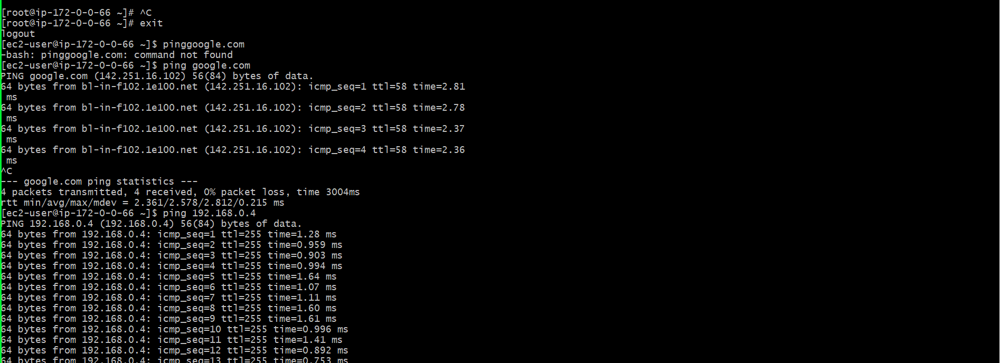 [root@ip-172-0-0-66 ~]# ^C
[root@ip-172-0-0-66 ~]# exit
logout
[ec2-user@ip-172-0-0-66 ~]$ pinggoogle.com
-bash: pinggoogle.com: command not found
[ec2-user@ip-172-0-0-66 ~]$ ping google.com
PING google.com (142.251.16.102) 56(84) bytes of data.
64 bytes from bl-in-f102.1e100.net (142.251.16.102): icmp_seq=1 ttl=58 time=2.81
ms
64 bytes from bl-in-f102.1e100.net (142.251.16.102): icmp_seq=2 ttl=58 time=2.78
ms
64 bytes from bl-in-f102.1e100.net (142.251.16.102): icmp_seq=3 ttl=58 time=2.37
ms
64 bytes from bl-in-f102.1e100.net (142.251.16.102): icmp_seq=4 ttl=58 time=2.36
ms
^C
--- google.com ping statistics ---
4 packets transmitted, 4 received, 0% packet loss, time 3004ms
rtt min/avg/max/mdev = 2.361/2.578/2.812/0.215 ms
[ec2-user@ip-172-0-0-66 ~]$ ping 192.168.0.4
PING 192.168.0.4 (192.168.0.4) 56(84) bytes of data.
64 bytes from 192.168.0.4: icmp_seq=1 ttl=255 time=1.28 ms
64 bytes from 192.168.0.4: icmp_seq=2 ttl=255 time=0.959 ms
64 bytes from 192.168.0.4: icmp_seq=3 ttl=255 time=0.903 ms
64 bytes from 192.168.0.4: icmp_seq=4 ttl=255 time=0.994 ms
64 bytes from 192.168.0.4: icmp_seq=5 ttl=255 time=1.64 ms
64 bytes from 192.168.0.4: icmp_seq=6 ttl=255 time=1.07 ms
64 bytes from 192.168.0.4: icmp_seq=7 ttl=255 time=1.11 ms
64 bytes from 192.168.0.4: icmp_seq=8 ttl=255 time=1.60 ms
64 bytes from 192.168.0.4: icmp_seq=9 ttl=255 time=1.61 ms
64 bytes from 192.168.0.4: icmp_seq=10 ttl=255 time=0.996 ms
64 bytes from 192.168.0.4: icmp_seq=11 ttl=255 time=1.41 ms
64 bytes from 192.168.0.4: icmp_seq=12 ttl=255 time=0.892 ms
64 bytes from 192.168.0.4: icmp_seq=13 ttl=255 time=0.753 ms